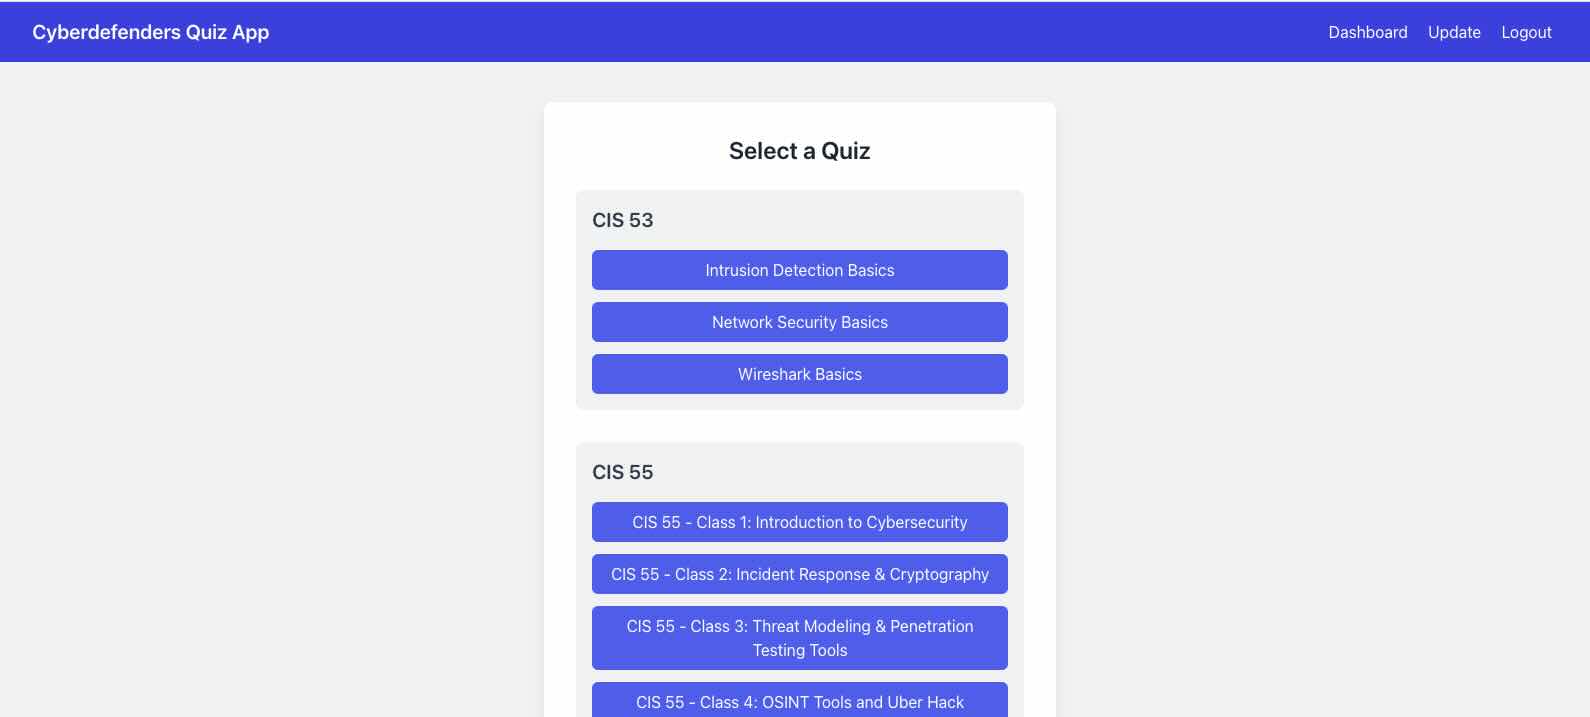 Cyberdefenders Quiz App
Dashboard Update Logout
Select a Quiz
CIS 53
Intrusion Detection Basics
Network Security Basics
Wireshark Basics
CIS 55
CIS 55 - Class 1: Introduction to Cybersecurity
CIS 55 - Class 2: Incident Response & Cryptography
CIS 55 - Class 3: Threat Modeling & Penetration
Testing Tools
CIS 55 - Class 4: OSINT Tools and Uber Hack